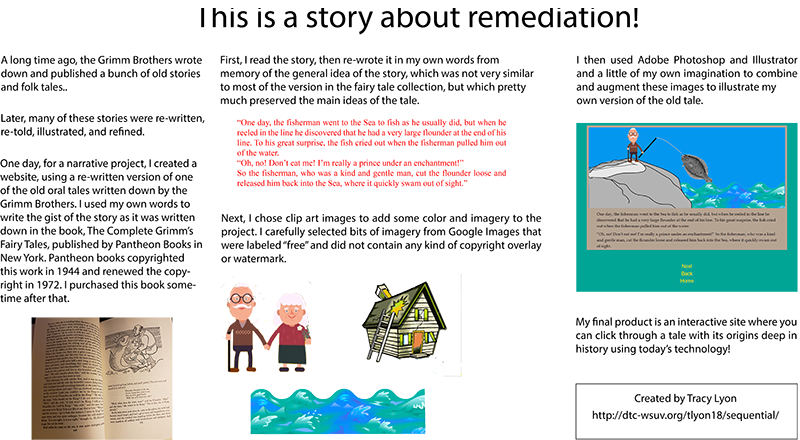 This is a story about remediation!
A long time ago, the Grimm Brothers wrote
down and published a bunch of old stories
and folk tales..
Later, many of these stories were re-written,
re-told, illustrated, and refined.
One day, for a narrative project, I created a
website, using a re-written version of one
of the old oral tales written down by the
Grimm Brothers. I used my own words to
write the gist of the story as it was written
down in the book, The Complete Grimm's
Fairy Tales, published by Pantheon Books in
New York. Pantheon books copyrighted
this work in 1944 and renewed the copy-
right in 1972. I purchased this book some-
time after that.
First, I read the story, then re-wrote it in my own words from
memory of the general idea of the story, which was not very similar
to most of the version in the fairy tale collection, but which pretty
much preserved the main ideas of the tale.
"One day, the fisherman went to the Sea to fish as he usually did, but when he
reeled in the line he discovered that he had a very large flounder at the end of his
line. To his great surprise, the fish cried out when the fisherman pulled him out
of the water.
"Oh, no! Don't eat me! I'm really a prince under an enchantment!"
So the fisherman, who was a kind and gentle man, cut the flounder loose and
released him back into the Sea, where it quickly swam out of sight."
Next, I chose clip art images to add some color and imagery to the
project. I carefully selected bits of imagery from Google Images that
were labeled "free" and did not contain any kind of copyright overlay
or watermark.
I then used Adobe Photoshop and Illustrator
and a little of my own imagination to combine
and augment these images to illustrate my
own version of the old tale.
One day, the fisherman went to the sea to fish as he usually did, but when he reeled in the line he
discovered that he had a very large flounder at the end of his line. To his great surprise, the fish
cried out when the fisherman pulled him out of the water.
"Oh, no! Don't eat me! I'm really a prince under an enchantment!" So the fisherman, who was a kind
and gentle man, cut the flounder loose and released him back into the Sea, where it quickly swam out
of sight.
Next
Back
Home
My final product is an interactive site where you
can click through a tale with its origins deep in
history using today's technology!
Created by Tracy Lyon
http://dtc-wsuv.org/tlyon18/sequential/